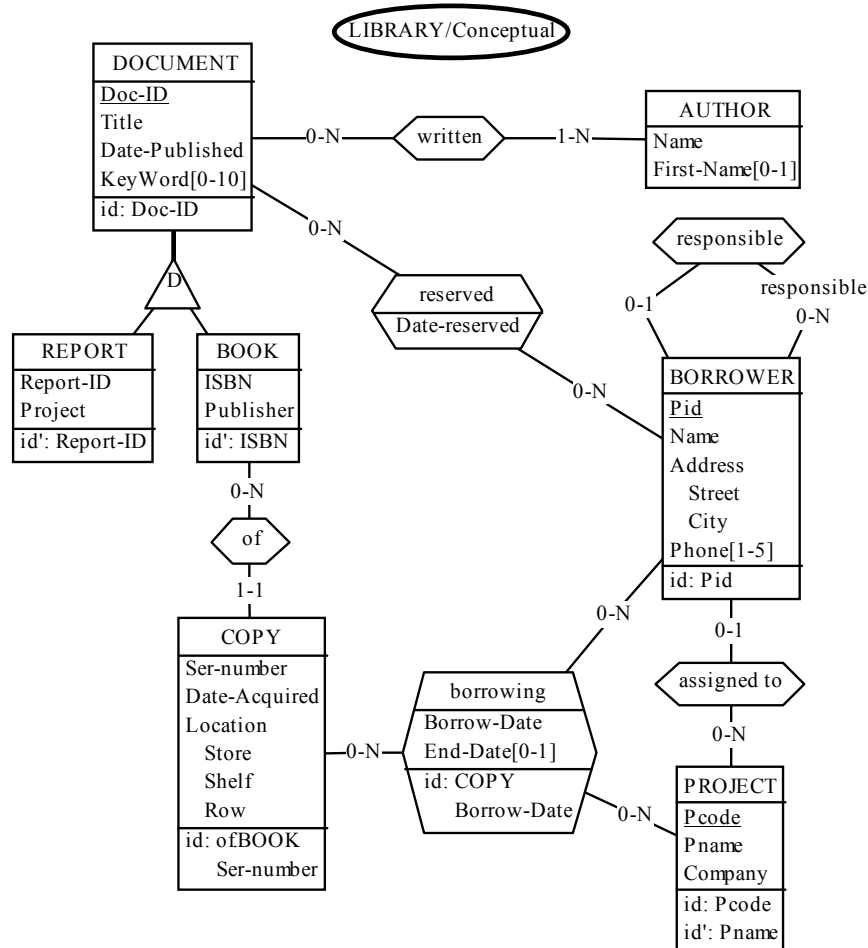 LIBRARY/Conceptual
DOCUMENT
Doc-ID
Title
Date-Published
KeyWord[0-10]
id: Doc-ID
0-N
written
1-N
AUTHOR
Name
First-Name[0-1]
0-N
reserved
Date-reserved
0-N
responsible
responsible
0-1
0-N
D
REPORT
Report-ID
Project
id': Report-ID
BOOK
ISBN
Publisher
id': ISBN
BORROWER
Pid
Name
Address
Street
City
Phone[1-5]
id: Pid
0-N
of
1-1
COPY
Ser-number
Date-Acquired
Location
Store
Shelf
Row
id: of.BOOK
Ser-number
0-N
borrowing
Borrow-Date
End-Date[0-1]
id: COPY
Borrow-Date
0-N
0-N
0-1
assigned to
0-N
PROJECT
Pcode
Pname
Company
id: Pcode
id': Pname